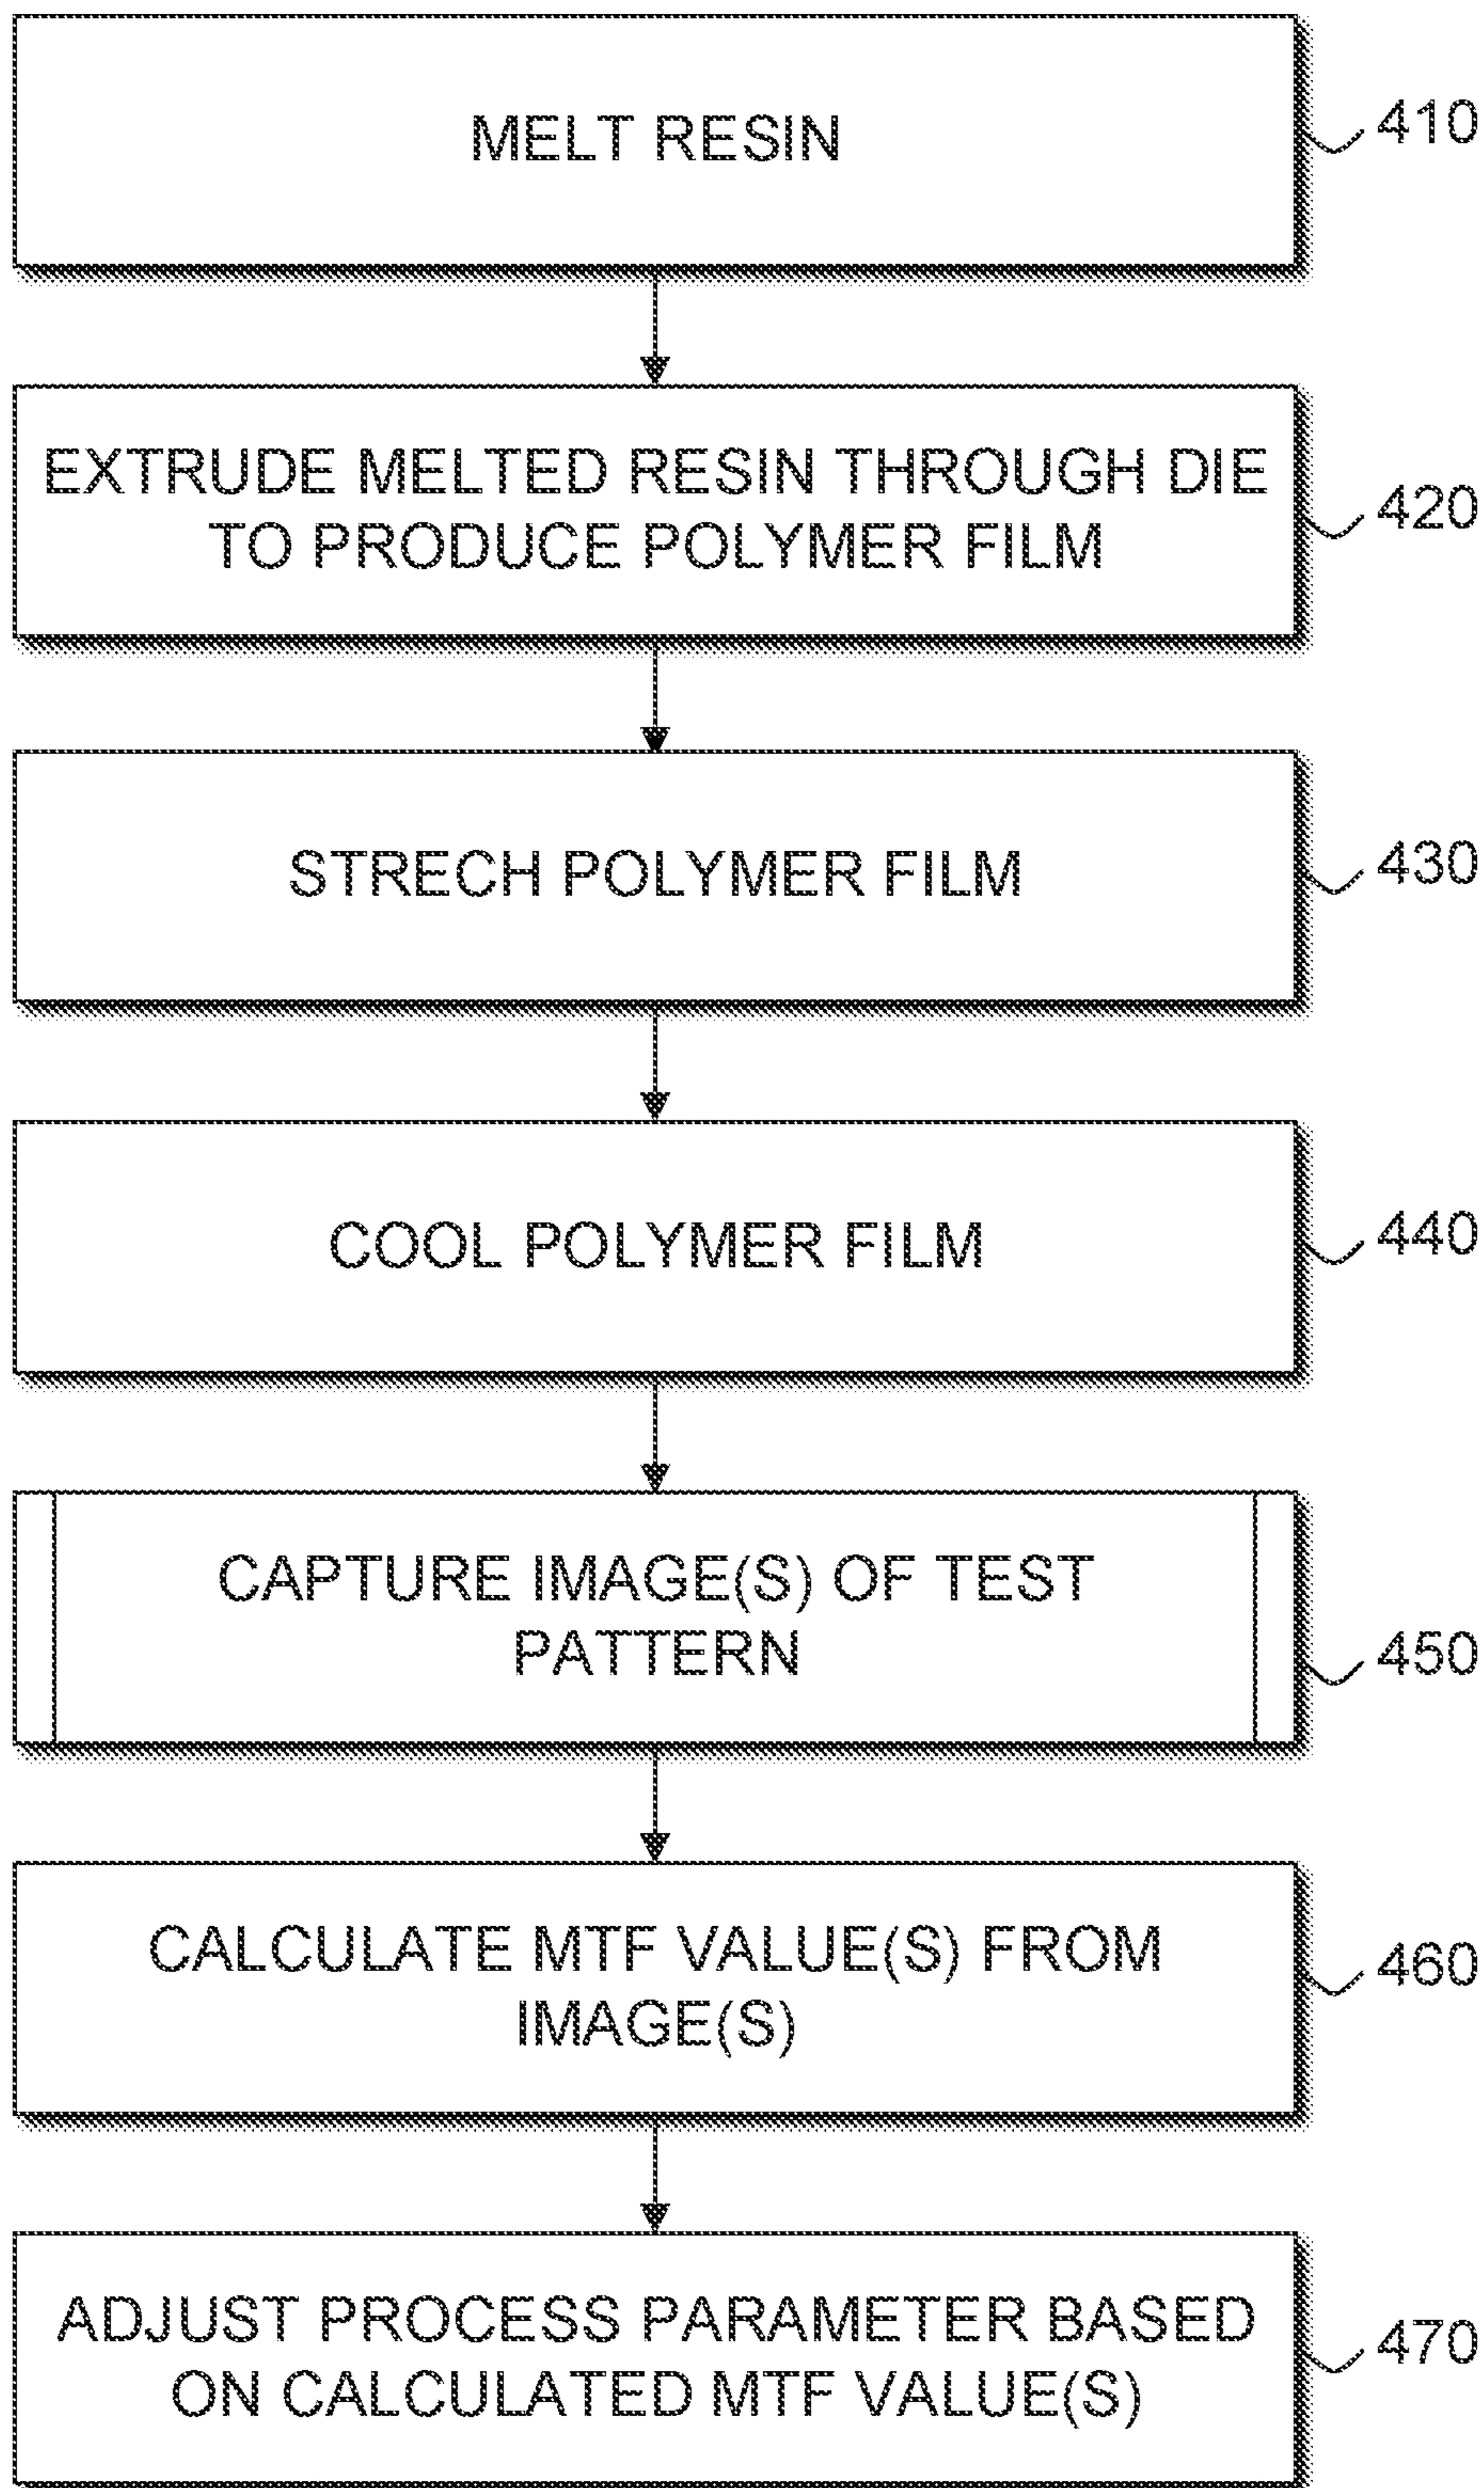 MELT RESIN
410
EXTRUDE MELTED RESIN THROUGH DIE
TO PRODUCE POLYMER FILM
420
STRECH POLYMER FILM
430
COOL POLYMER FILM
440
CAPTURE IMAGE(S) OF TEST
PATTERN
450
CALCULATE MTF VALUE(S) FROM
IMAGE(S)
460
ADJUST PROCESS PARAMETER BASED
ON CALCULATED MTF VALUE(S)
470